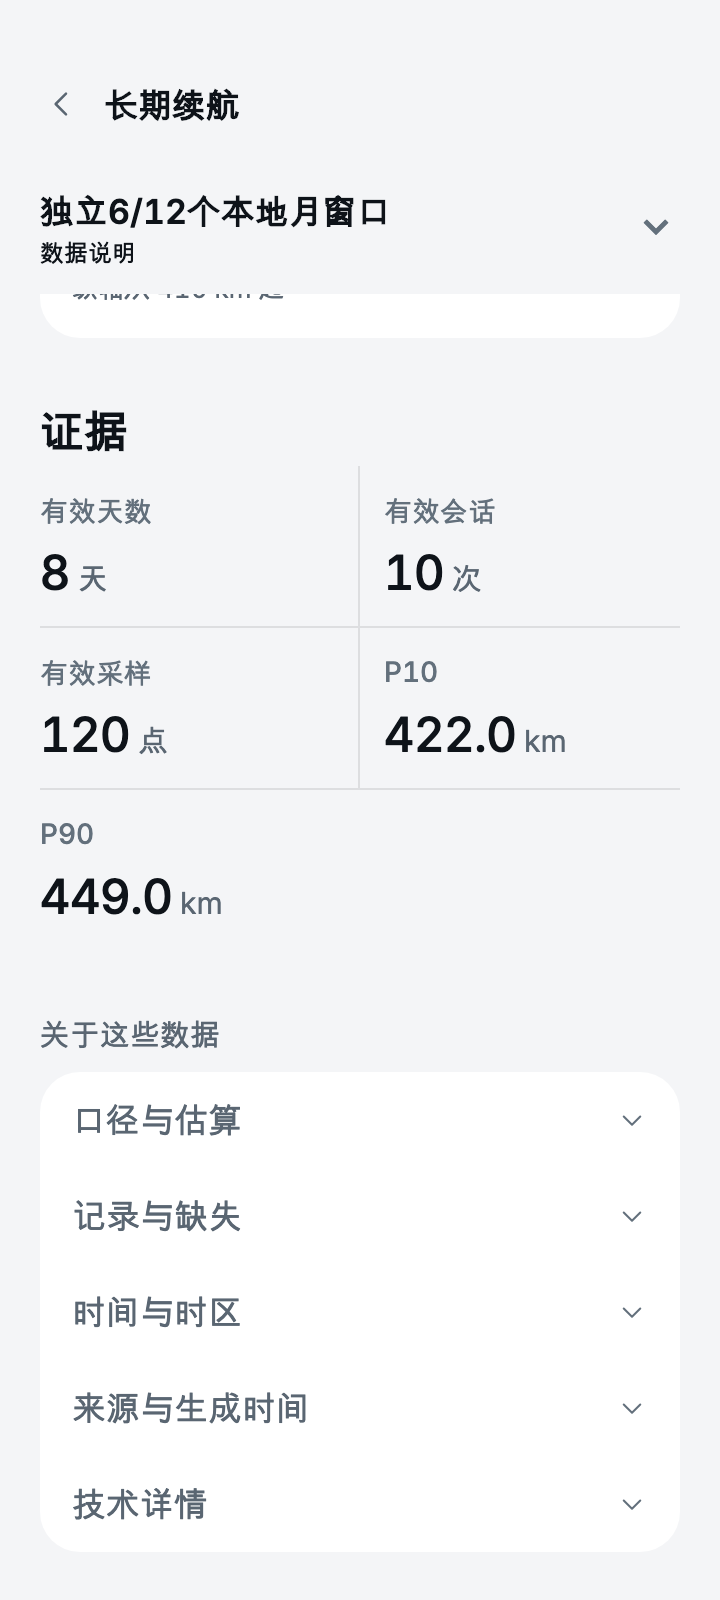 长期续航
独立6/12个本地月窗口
数据说明
证据
有效天数
8 天
有效会话
10 次
有效采样
120 点
P10
422.0 km
P90
449.0 km
关于这些数据
口径与估算
记录与缺失
时间与时区
来源与生成时间
技术详情